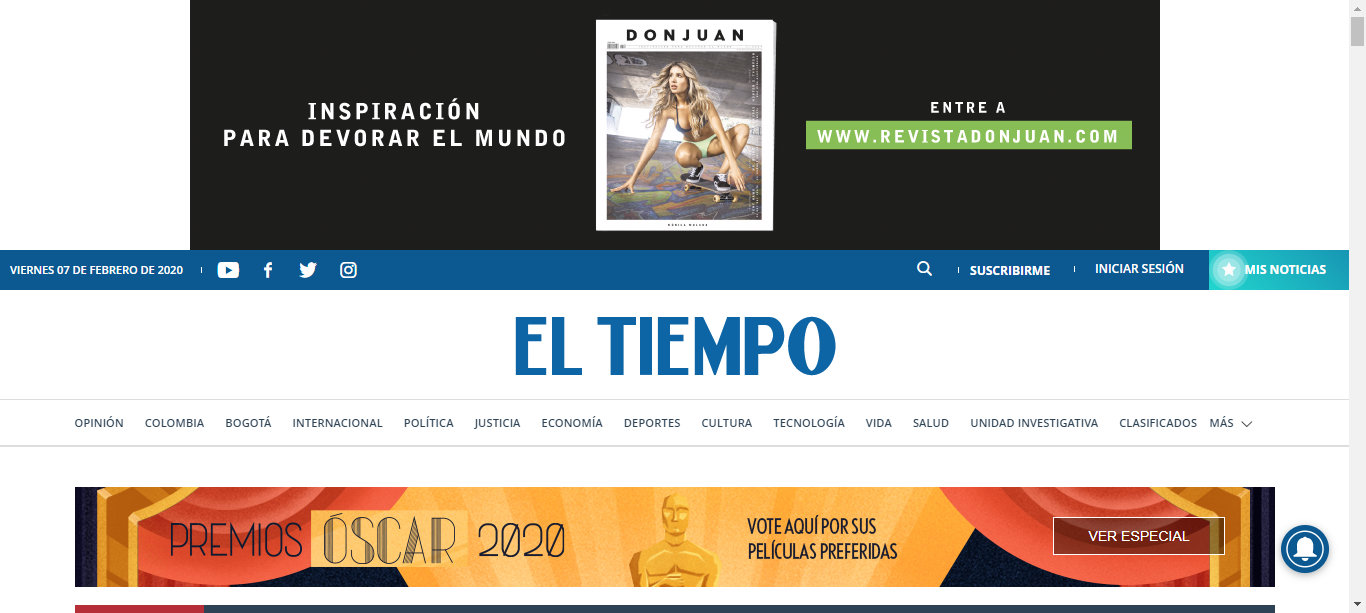 DONJUAN
INSPIRACIÓN
PARA DEVORAR EL MUNDO
ENTRE A
WWW.REVISTADONJUAN.COM
VIERNES 07 DE FEBRERO DE 2020
SUSCRIBIRME
INICIAR SESIÓN
MIS NOTICIAS
EL TIEMPO
OPINIÓN COLOMBIA BOGOTÁ INTERNACIONAL POLÍTICA JUSTICIA ECONOMÍA DEPORTES CULTURA TECNOLOGÍA VIDA SALUD UNIDAD INVESTIGATIVA CLASIFICADOS MÁS
PREMIOS ÓSCAR 2020
VOTE AQUÍ POR SUS
PELÍCULAS PREFERIDAS
VER ESPECIAL